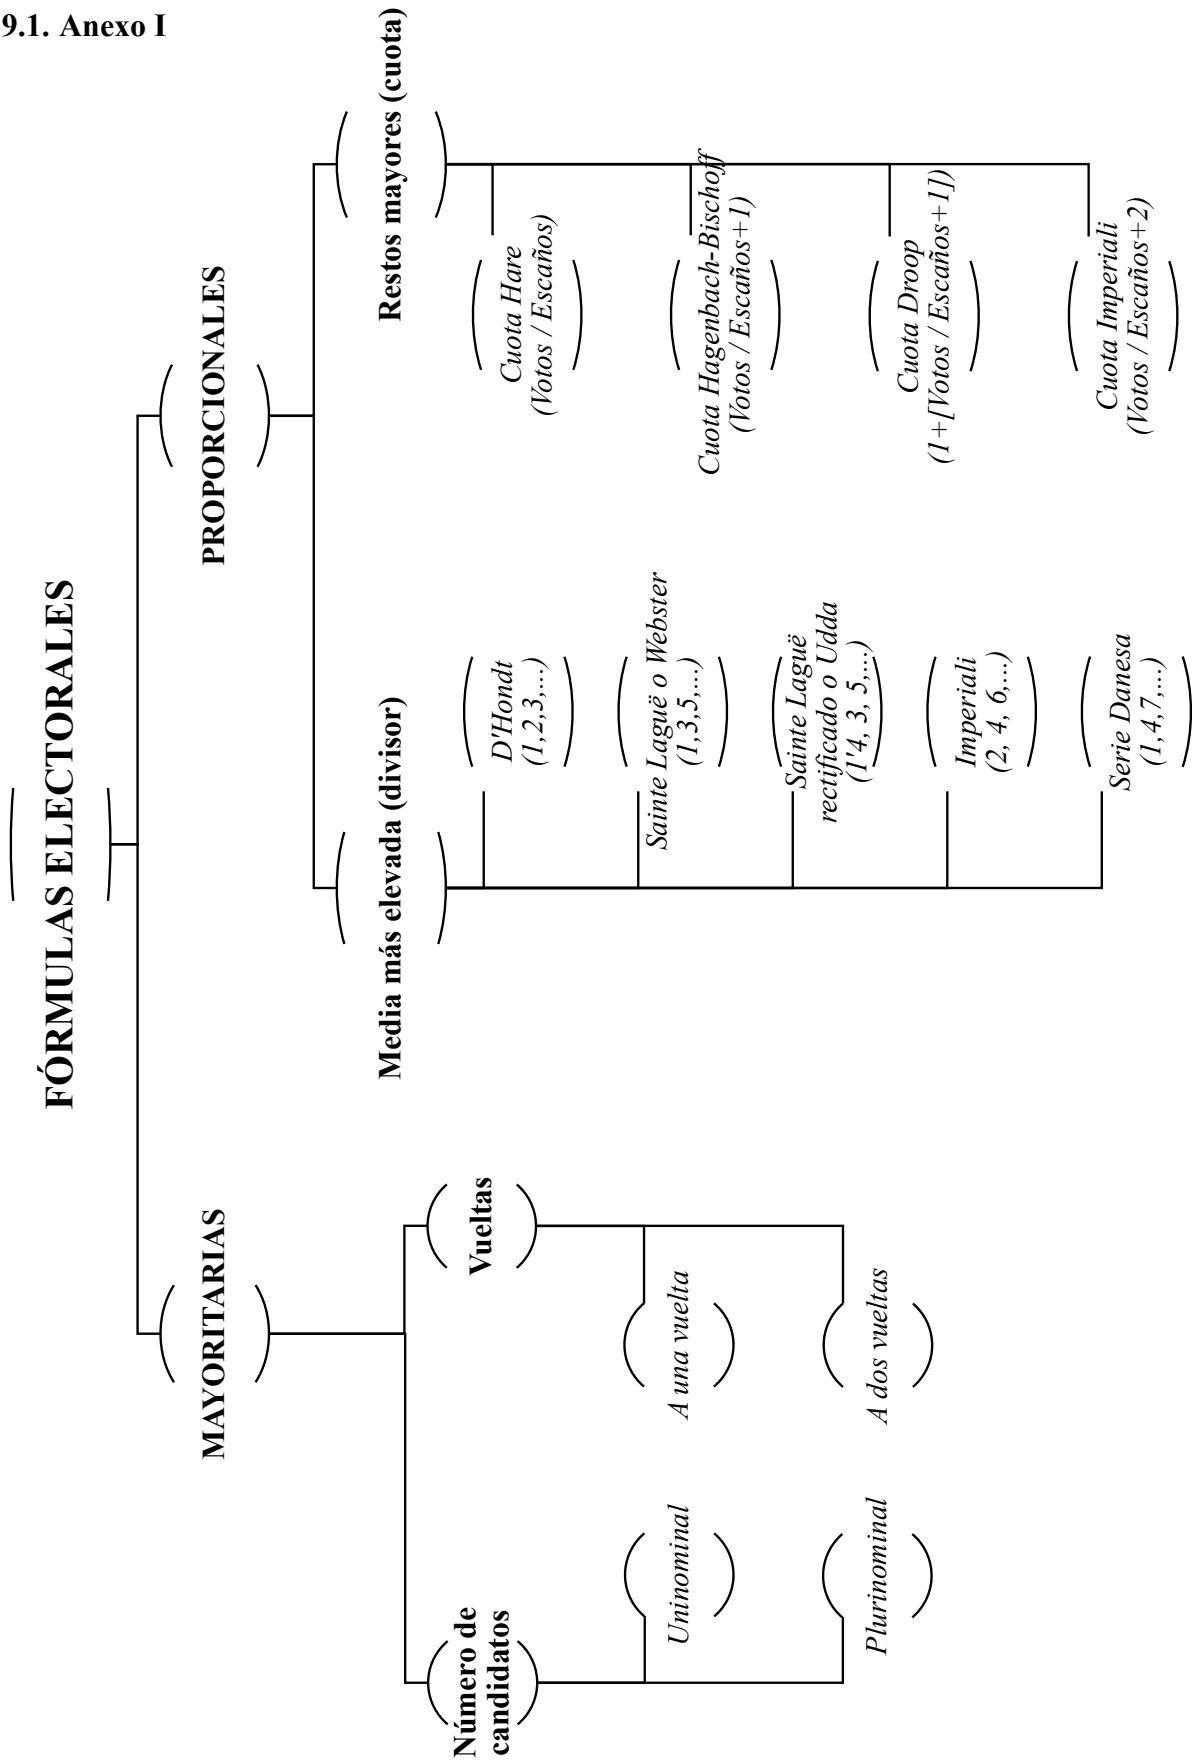 9.1. Anexo I
FÓRMULAS ELECTORALES
MAYORITARIAS
Número de
candidatos
Uninominal
Plurinominal
Vueltas
A una vuelta
A dos vueltas
PROPORCIONALES
Media más elevada (divisor)
D'Hondt
(1,2,3,...)
Sainte Laguë o Webster
(1,3,5,...)
Sainte Laguë
rectificado o Udda
(1'4, 3, 5,...)
Imperiali
(2, 4, 6,...)
Serie Danesa
(1,4,7,...)
Restos mayores (cuota)
Cuota Hare
(Votos / Escaños)
Cuota Hagenbach-Bischoff
(Votos / Escaños+1)
Cuota Droop
(1+[Votos / Escaños+1])
Cuota Imperiali
(Votos / Escaños+2)